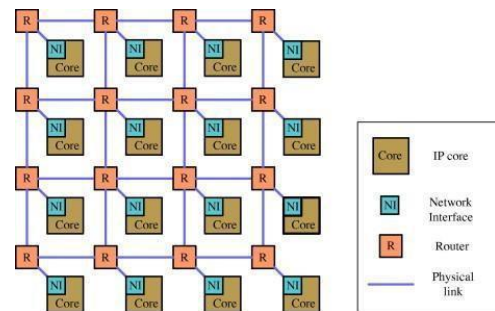 R R R R
NI NI NI NI
Core Core Core Core
R R R R
NI NI NI NI
Core Core Core Core
R R R R
NI NI NI NI
Core Core Core Core
R R R R
NI NI NI NI
Core Core Core Core
Core IP core
NI Network
Interface
R Router
Physical
link